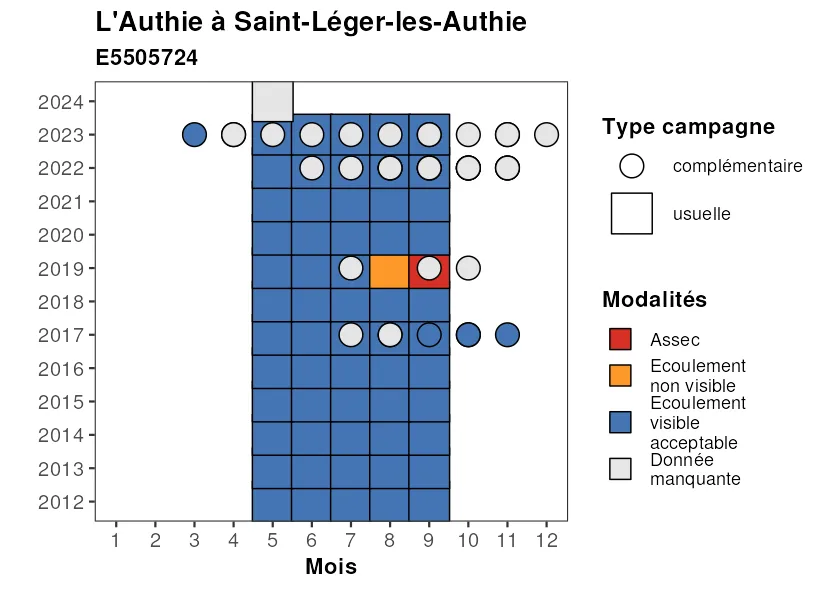 L'Authie à Saint-Léger-les-Authie
E5505724
2024
2023
2022
2021
2020
2019
2018
2017
2016
2015
2014
2013
2012
1 2 3 4 5 6 7 8 9 10 11 12
Mois
Type campagne
complémentaire
usuelle
Modalités
Assec
Ecoulement
non visible
Ecoulement
visible
acceptable
Donnée
manquante